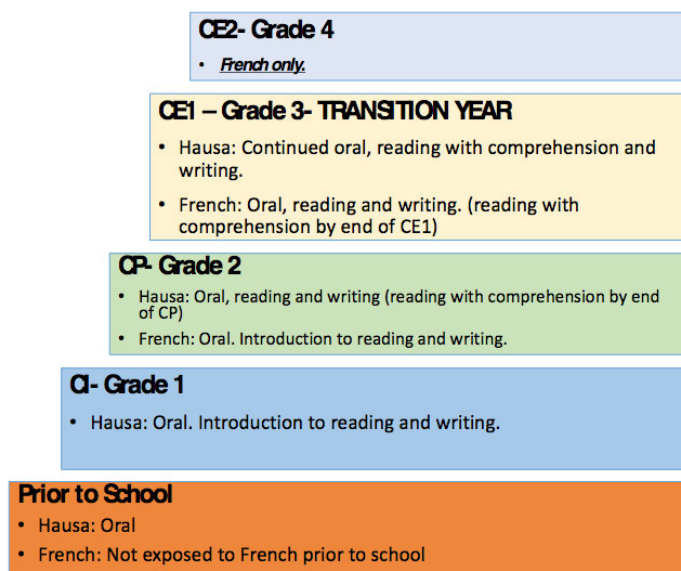 CE2- Grade 4
• French only.
CE1 – Grade 3- TRANSITION YEAR
• Hausa: Continued oral, reading with comprehension and
writing.
• French: Oral, reading and writing. (reading with
comprehension by end of CE1)
CP- Grade 2
• Hausa: Oral, reading and writing (reading with comprehension by end
of CP)
• French: Oral. Introduction to reading and writing.
CI- Grade 1
• Hausa: Oral. Introduction to reading and writing.
Prior to School
• Hausa: Oral
• French: Not exposed to French prior to school